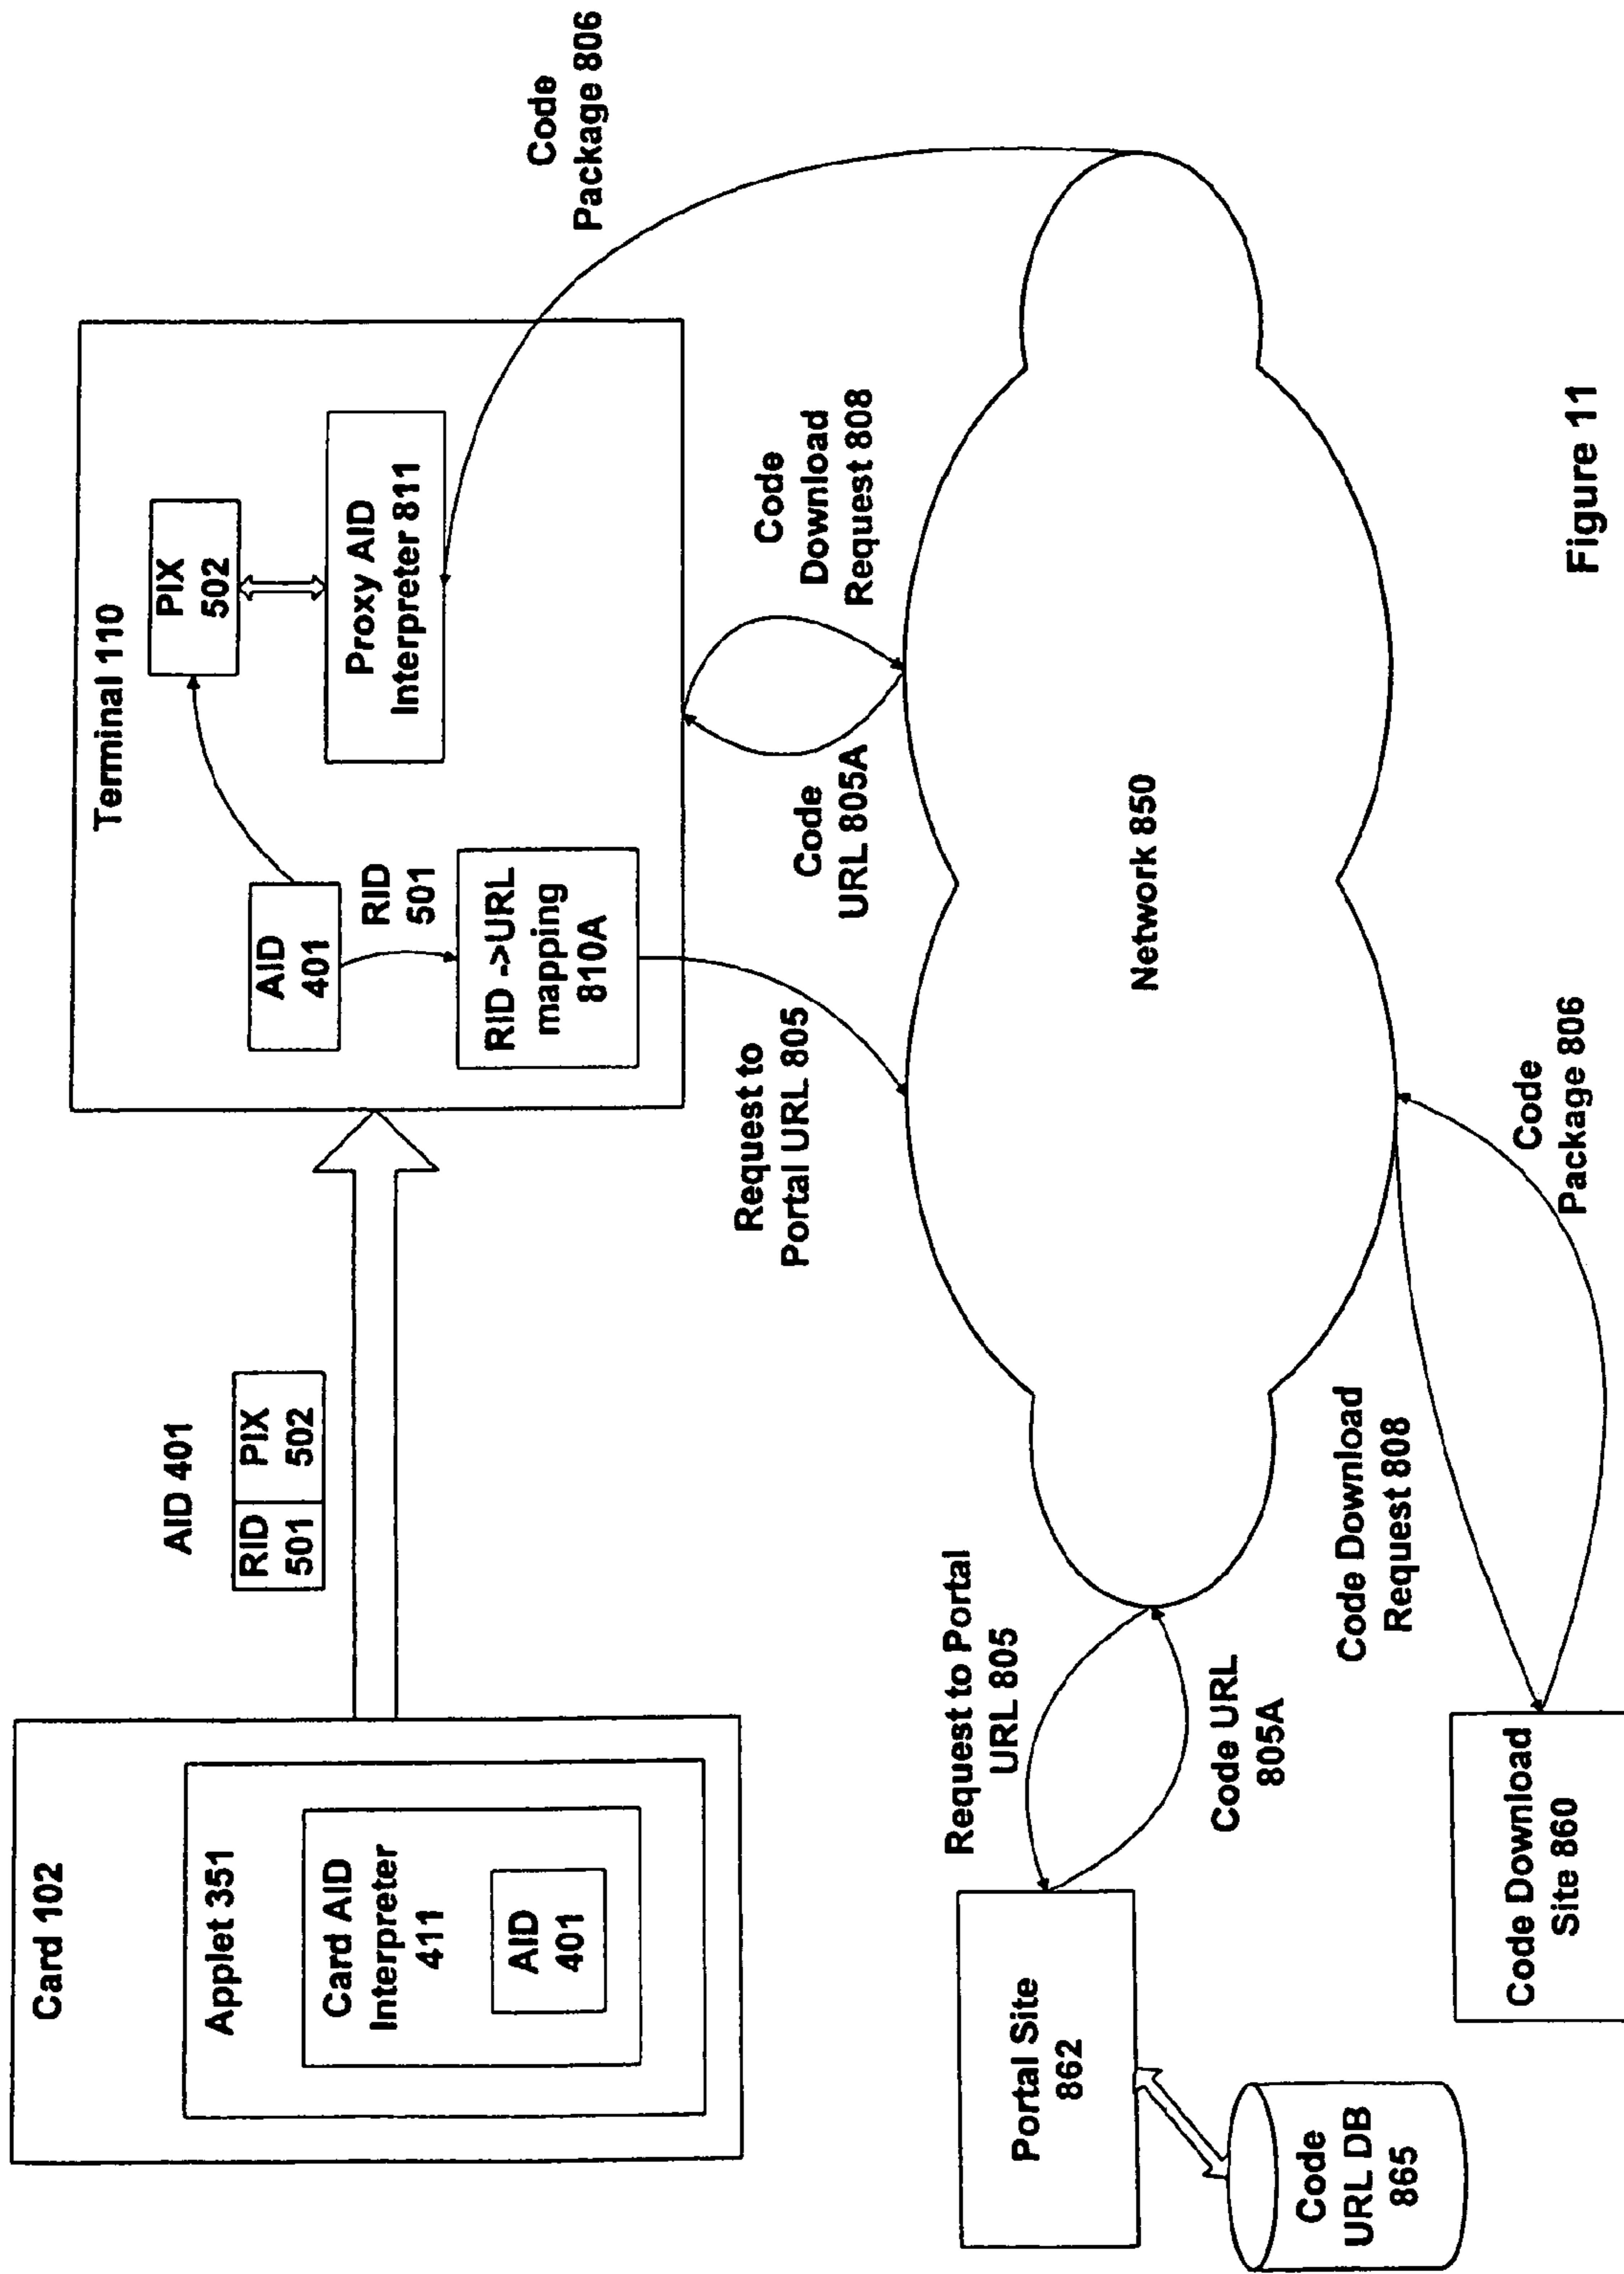 Card 102
Applet 351
Card AID
Interpreter
411
AID
401
AID 401
RID
501
PIX
502
Terminal 110
AID
401
RID
501
RID ->URL
mapping
810A
PIX
502
Proxy AID
Interpreter 811
Code
Package 806
Request to
Portal URL 805
Code
URL 805A
Code
Download
Request 808
Network 850
Request to Portal
URL 805
Code URL
805A
Portal Site
862
Code
URL DB
865
Code Download
Request 808
Code
Package 806
Code Download
Site 860
Figure 11